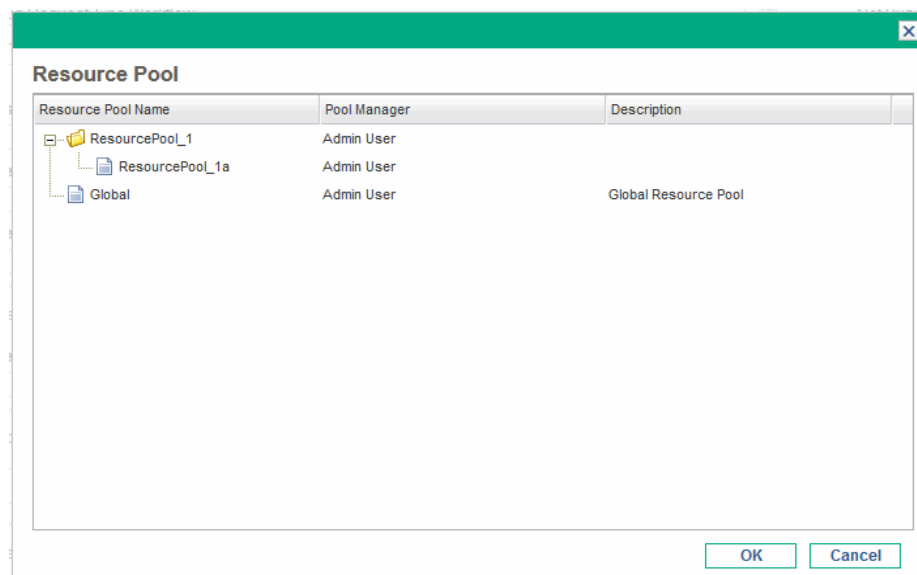 Resource Pool
Resource Pool Name Pool Manager Description
ResourcePool_1 Admin User
ResourcePool_1a Admin User
Global Admin User Global Resource Pool
OK Cancel